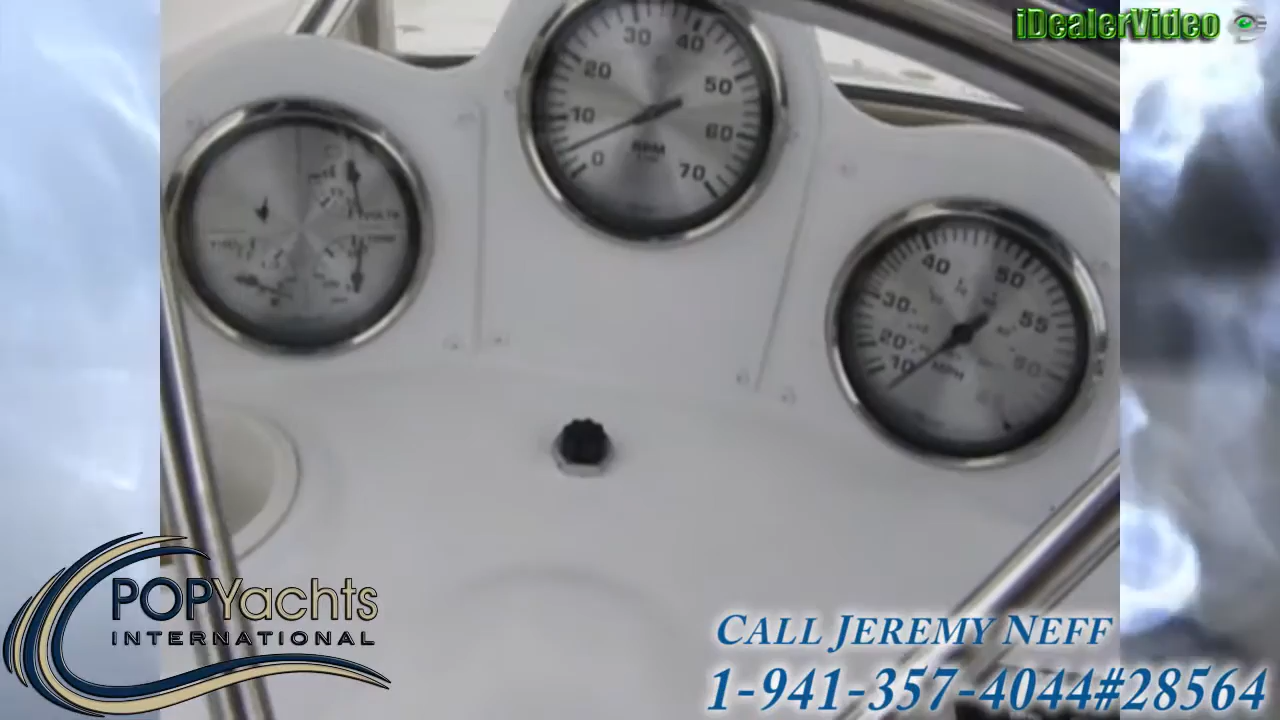 iDealerVideo
30 40
20 50
10 60
0 RPM 70
VOLTS
40 50
30 55
20 60
10 MPH
POPYachts
INTERNATIONAL
CALL JEREMY NEFF
1-941-357-4044#28564